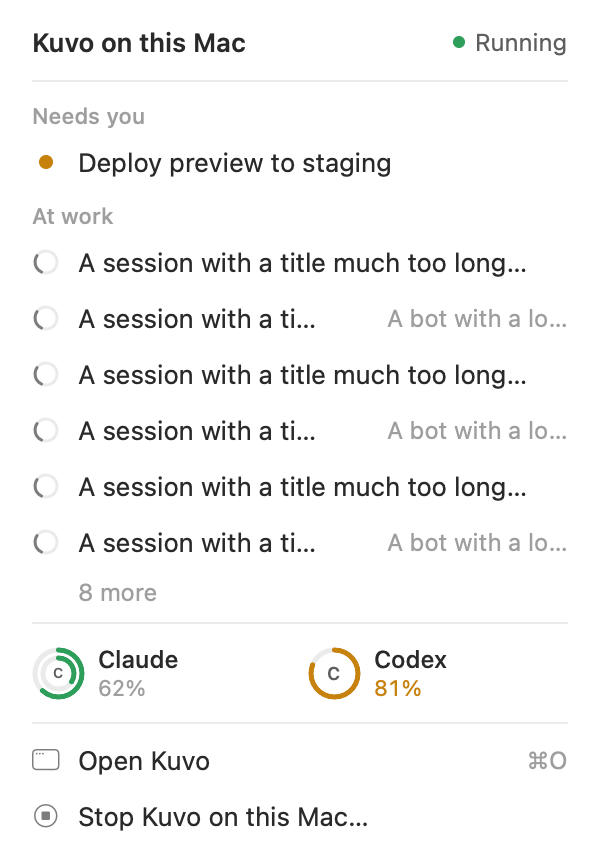 Kuvo on this Mac
Running
Needs you
Deploy preview to staging
At work
A session with a title much too long...
A session with a ti... A bot with a lo...
A session with a title much too long...
A session with a ti... A bot with a lo...
A session with a title much too long...
A session with a ti... A bot with a lo...
8 more
C Claude
62%
C Codex
81%
Open Kuvo ⌘O
Stop Kuvo on this Mac...